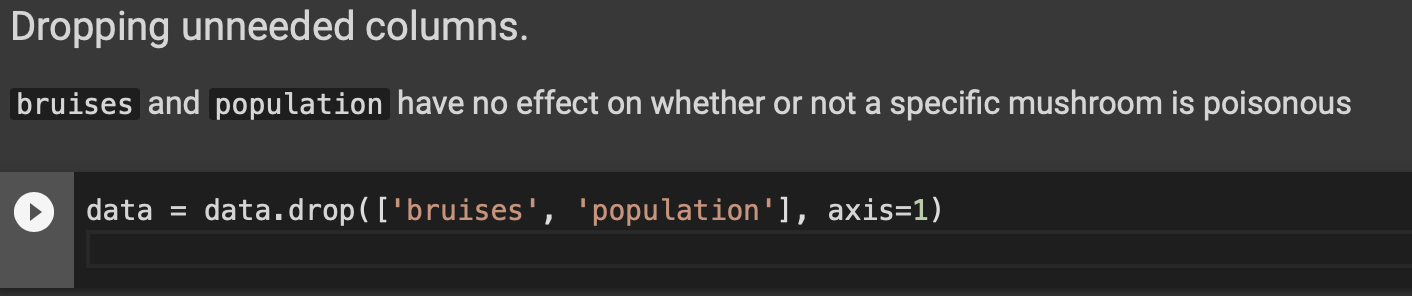 Dropping unneeded columns.
bruises and population have no effect on whether or not a specific mushroom is poisonous
data = data.drop(['bruises', 'population'], axis=1)